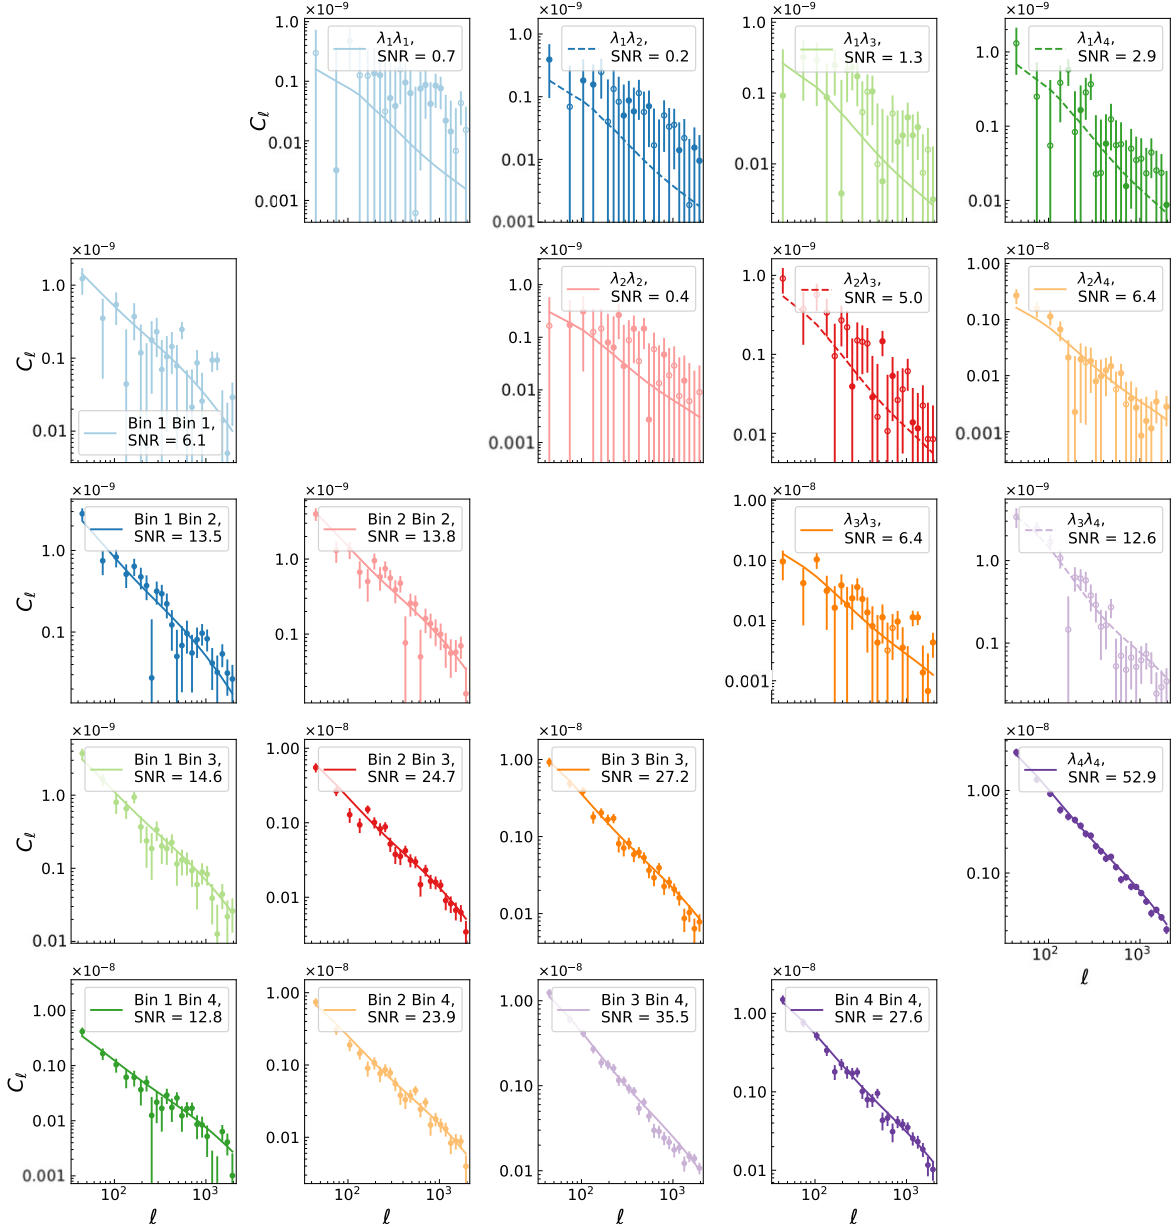 ×10⁻⁹
×10⁻⁹
×10⁻⁹
×10⁻⁹
1.0
0.1
0.01
0.001
C_ℓ
λ₁λ₁,
SNR = 0.7
1.0
0.1
0.01
0.001
λ₁λ₂,
SNR = 0.2
1.0
0.1
0.01
λ₁λ₃,
SNR = 1.3
1.0
0.1
0.01
λ₁λ₄,
SNR = 2.9
×10⁻⁹
×10⁻⁹
×10⁻⁹
×10⁻⁸
1.0
0.1
0.01
C_ℓ
Bin 1 Bin 1,
SNR = 6.1
1.0
0.1
0.01
0.001
λ₂λ₂,
SNR = 0.4
1.0
0.1
0.01
λ₂λ₃,
SNR = 5.0
1.00
0.10
0.01
0.001
λ₂λ₄,
SNR = 6.4
×10⁻⁹
×10⁻⁹
×10⁻⁸
×10⁻⁹
1.0
0.1
C_ℓ
Bin 1 Bin 2,
SNR = 13.5
1.0
0.1
Bin 2 Bin 2,
SNR = 13.8
1.00
0.10
0.01
0.001
λ₃λ₃,
SNR = 6.4
1.0
0.1
λ₃λ₄,
SNR = 12.6
×10⁻⁹
×10⁻⁸
×10⁻⁸
×10⁻⁸
1.0
0.1
0.01
C_ℓ
Bin 1 Bin 3,
SNR = 14.6
1.00
0.10
0.01
Bin 2 Bin 3,
SNR = 24.7
1.00
0.10
0.01
Bin 3 Bin 3,
SNR = 27.2
1.00
0.10
λ₄λ₄,
SNR = 52.9
10²
10³
ℓ
×10⁻⁸
×10⁻⁸
×10⁻⁸
×10⁻⁸
1.00
0.10
0.01
0.001
C_ℓ
Bin 1 Bin 4,
SNR = 12.8
1.00
0.10
0.01
Bin 2 Bin 4,
SNR = 23.9
1.00
0.10
0.01
Bin 3 Bin 4,
SNR = 35.5
1.00
0.10
0.01
Bin 4 Bin 4,
SNR = 27.6
10²
10³
10²
10³
10²
10³
10²
10³
ℓ
ℓ
ℓ
ℓ